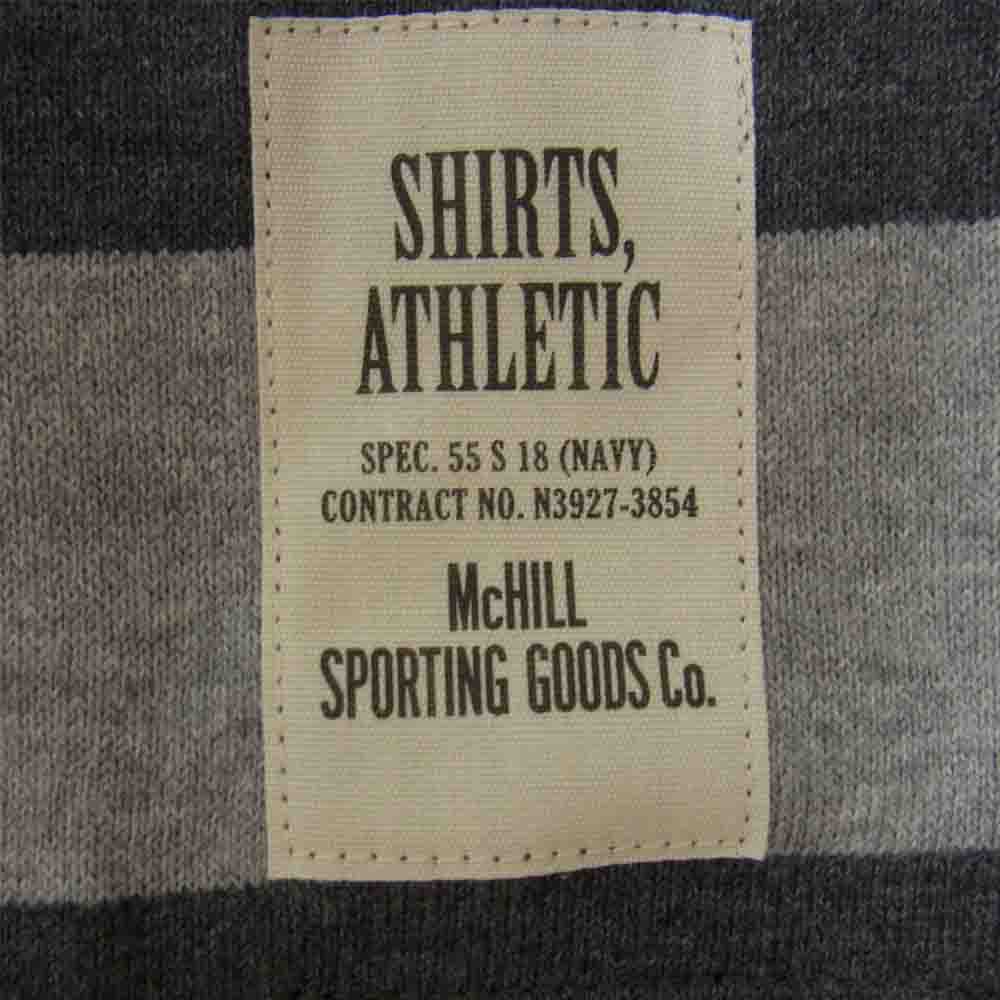 SHIRTS,
ATHLETIC
SPEC. 55 S 18 (NAVY)
CONTRACT NO. N3927-3854
McHILL
SPORTING GOODS Co.